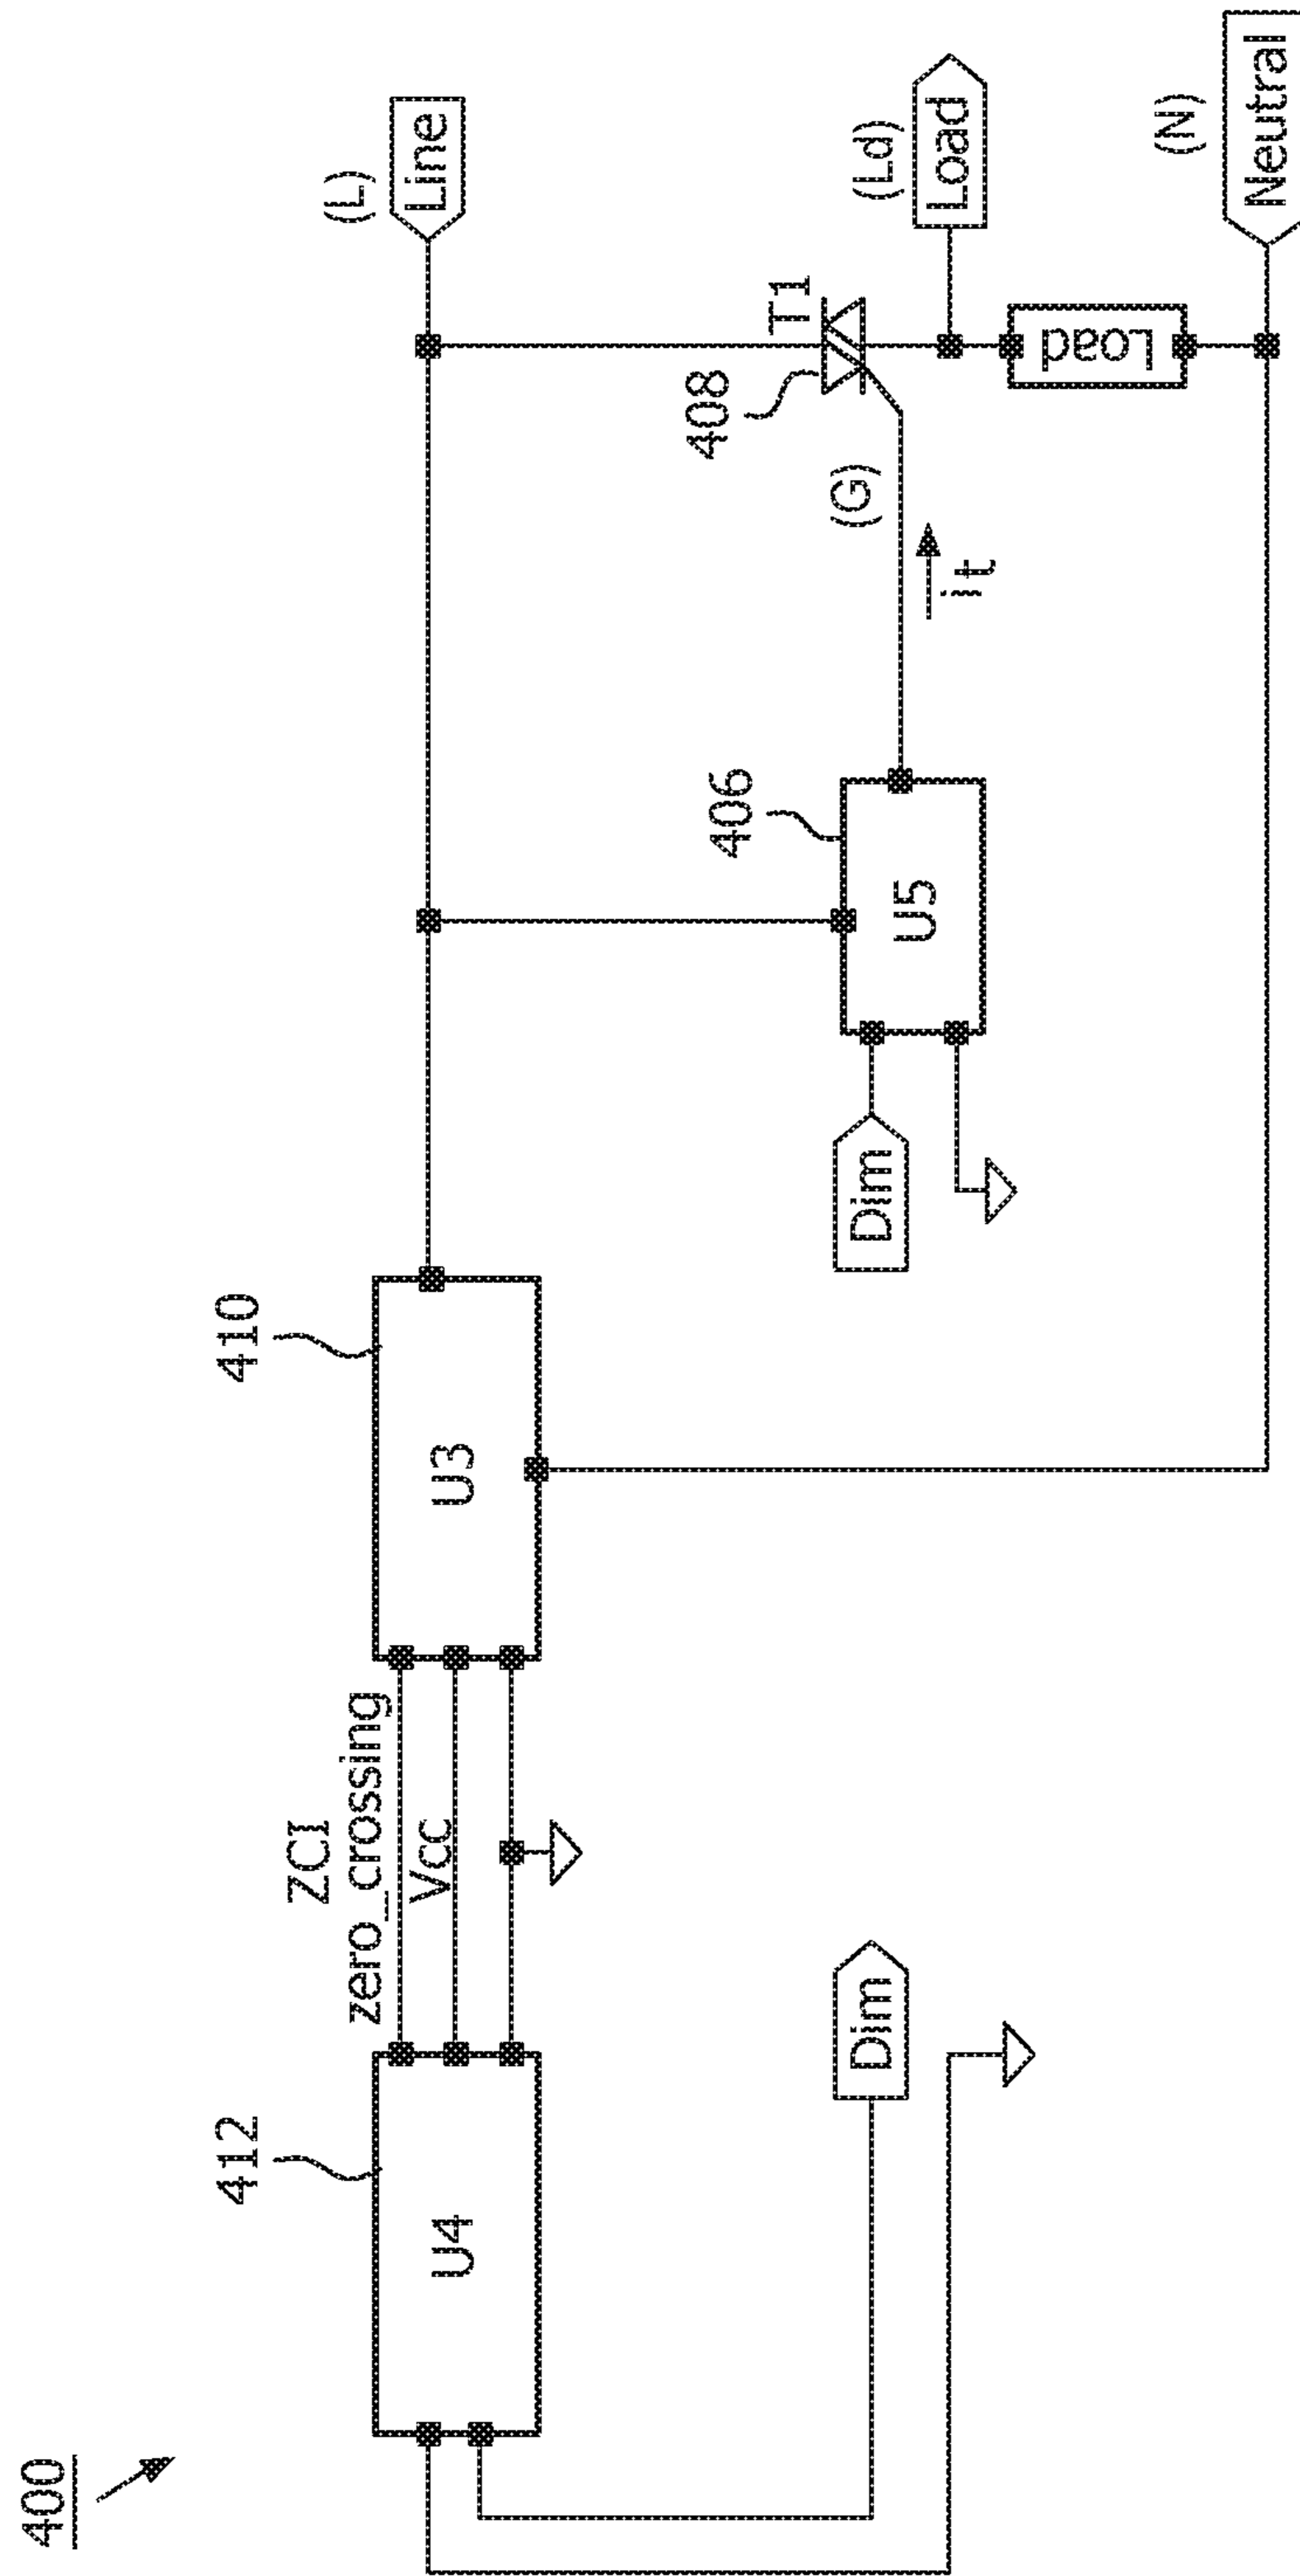 400
412
U4
ZCI
zero_crossing
Vcc
410
U3
(L)
Line
Dim
Dim
406
U5
408
T1
(G)
it
(Ld)
Load
Load
(N)
Neutral